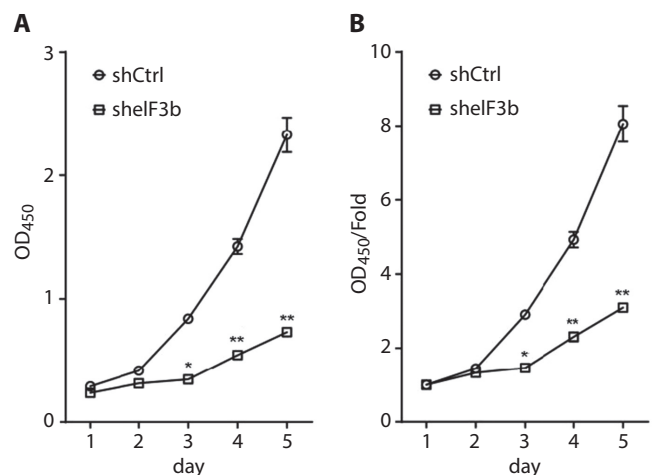 A
3
2
1
0
OD450
shCtrl
sheIF3b
*
**
**
1 2 3 4 5
day
B
10
8
6
4
2
0
OD450/Fold
shCtrl
sheIF3b
*
**
**
1 2 3 4 5
day